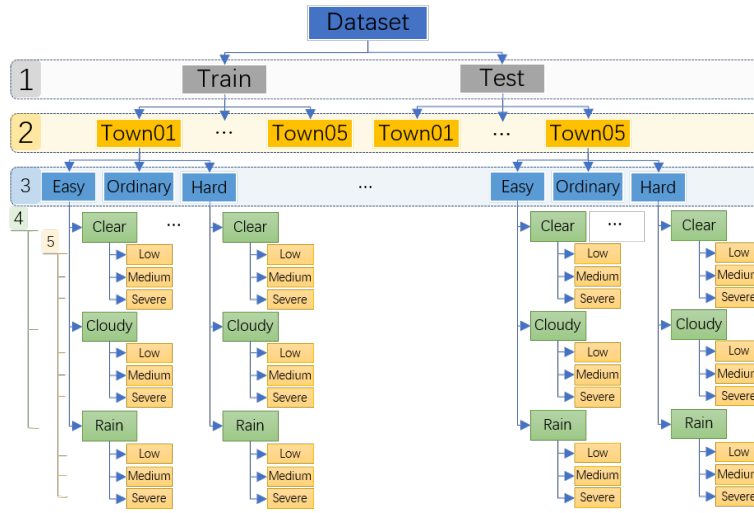 Dataset
1 Train Test
2 Town01 ... Town05 Town01 ... Town05
3 Easy Ordinary Hard ... Easy Ordinary Hard
4 Clear ... Clear Clear ... Clear
5 Low Low Low Low
Medium Medium Medium Medium
Severe Severe Severe Severe
Cloudy Cloudy Cloudy Cloudy
Low Low Low Low
Medium Medium Medium Medium
Severe Severe Severe Severe
Rain Rain Rain Rain
Low Low Low Low
Medium Medium Medium Medium
Severe Severe Severe Severe